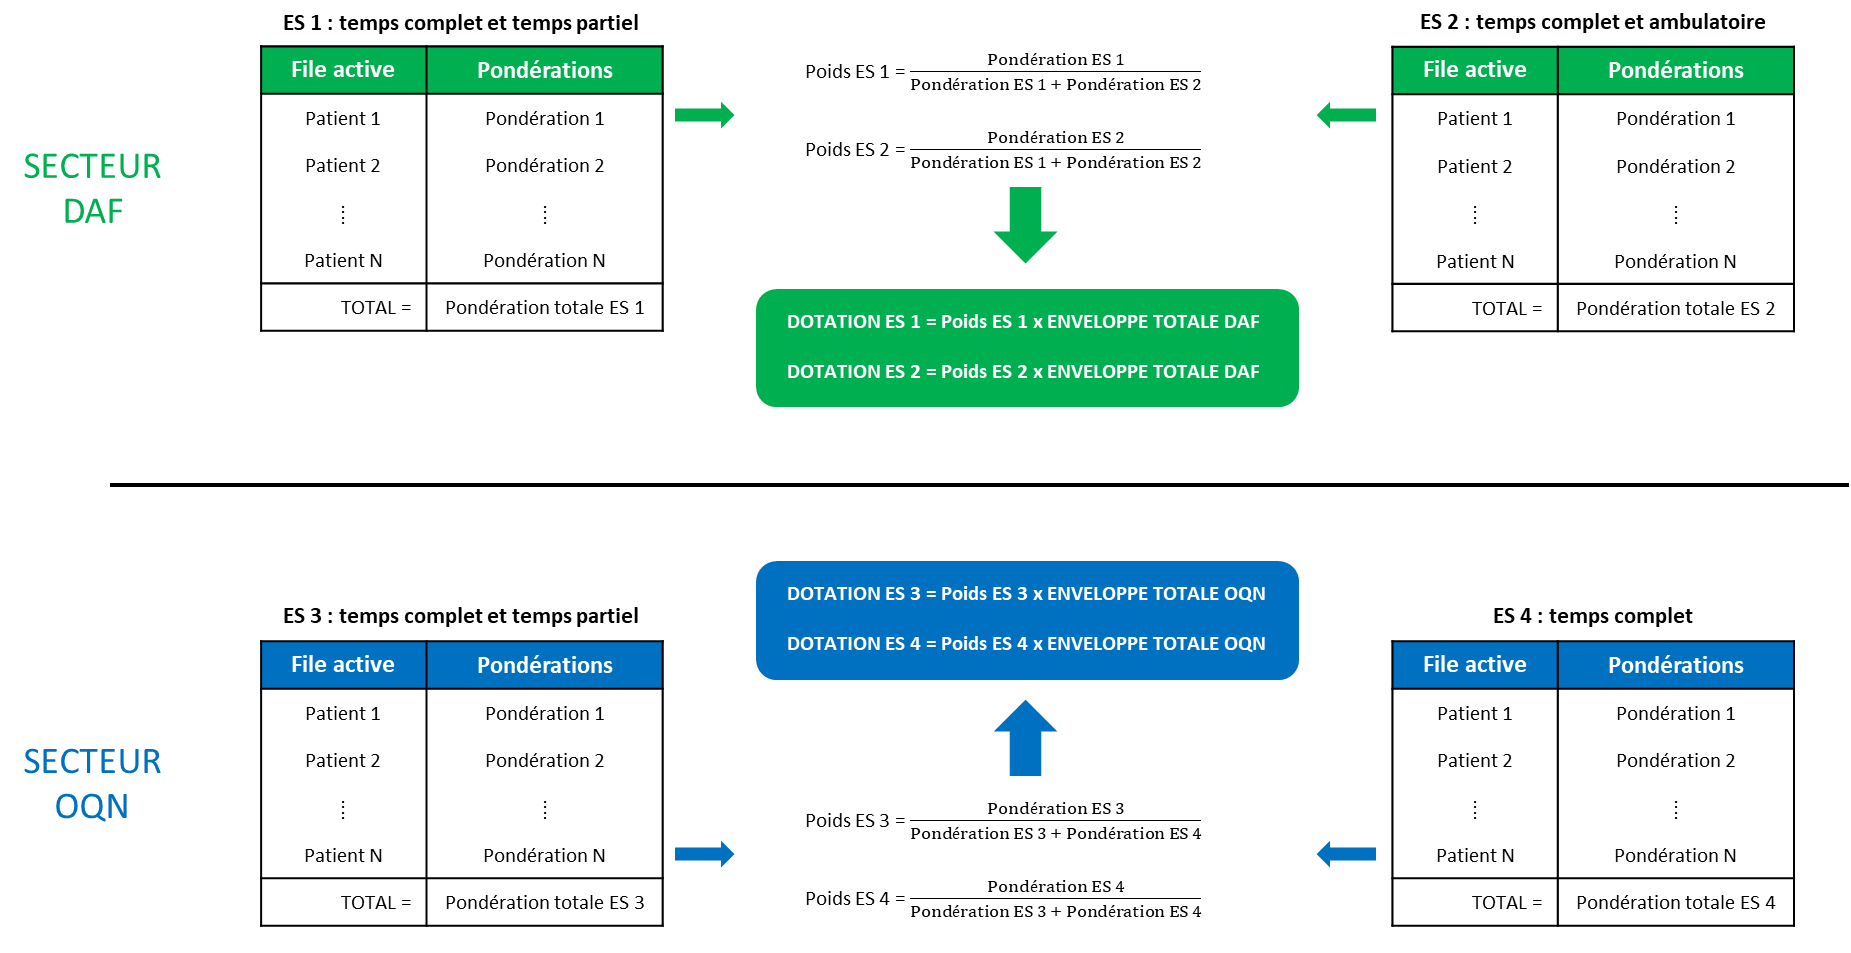 SECTEUR
DAF
ES 1 : temps complet et temps partiel
File active Pondérations
Patient 1 Pondération 1
Patient 2 Pondération 2
⋮ ⋮
Patient N Pondération N
TOTAL = Pondération totale ES 1
Poids ES 1 = Pondération ES 1 / Pondération ES 1 + Pondération ES 2
Poids ES 2 = Pondération ES 2 / Pondération ES 1 + Pondération ES 2
DOTATION ES 1 = Poids ES 1 x ENVELOPPE TOTALE DAF
DOTATION ES 2 = Poids ES 2 x ENVELOPPE TOTALE DAF
ES 2 : temps complet et ambulatoire
File active Pondérations
Patient 1 Pondération 1
Patient 2 Pondération 2
⋮ ⋮
Patient N Pondération N
TOTAL = Pondération totale ES 2
SECTEUR
OQN
ES 3 : temps complet et temps partiel
File active Pondérations
Patient 1 Pondération 1
Patient 2 Pondération 2
⋮ ⋮
Patient N Pondération N
TOTAL = Pondération totale ES 3
DOTATION ES 3 = Poids ES 3 x ENVELOPPE TOTALE OQN
DOTATION ES 4 = Poids ES 4 x ENVELOPPE TOTALE OQN
Poids ES 3 = Pondération ES 3 / Pondération ES 3 + Pondération ES 4
Poids ES 4 = Pondération ES 4 / Pondération ES 3 + Pondération ES 4
ES 4 : temps complet
File active Pondérations
Patient 1 Pondération 1
Patient 2 Pondération 2
⋮ ⋮
Patient N Pondération N
TOTAL = Pondération totale ES 4